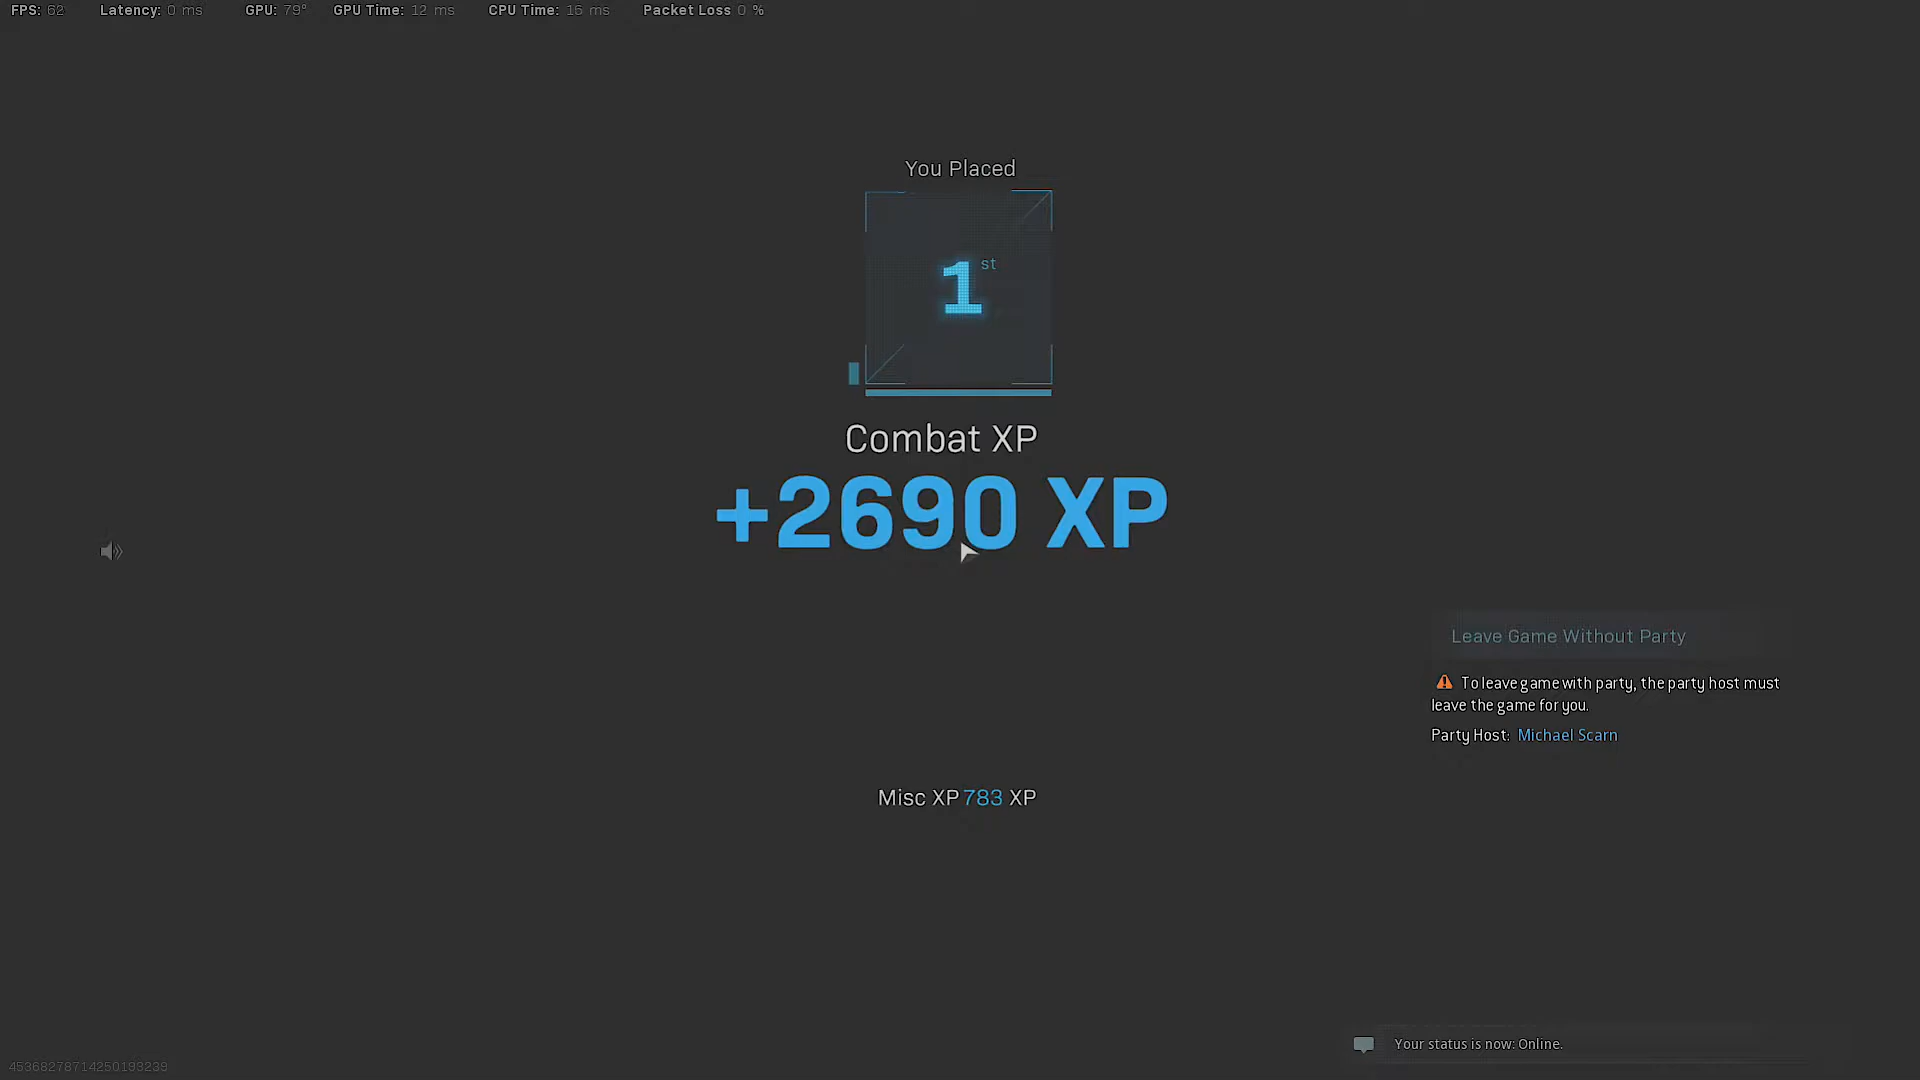 FPS: 62 Latency: 0 ms GPU: 79° GPU Time: 12 ms CPU Time: 15 ms Packet Loss 0 %
You Placed
1st
Combat XP
+2690 XP
Leave Game Without Party
To leave game with party, the party host must
leave the game for you.
Party Host: Michael Scarn
Misc XP 783 XP
Your status is now: Online.
45368278714250193239